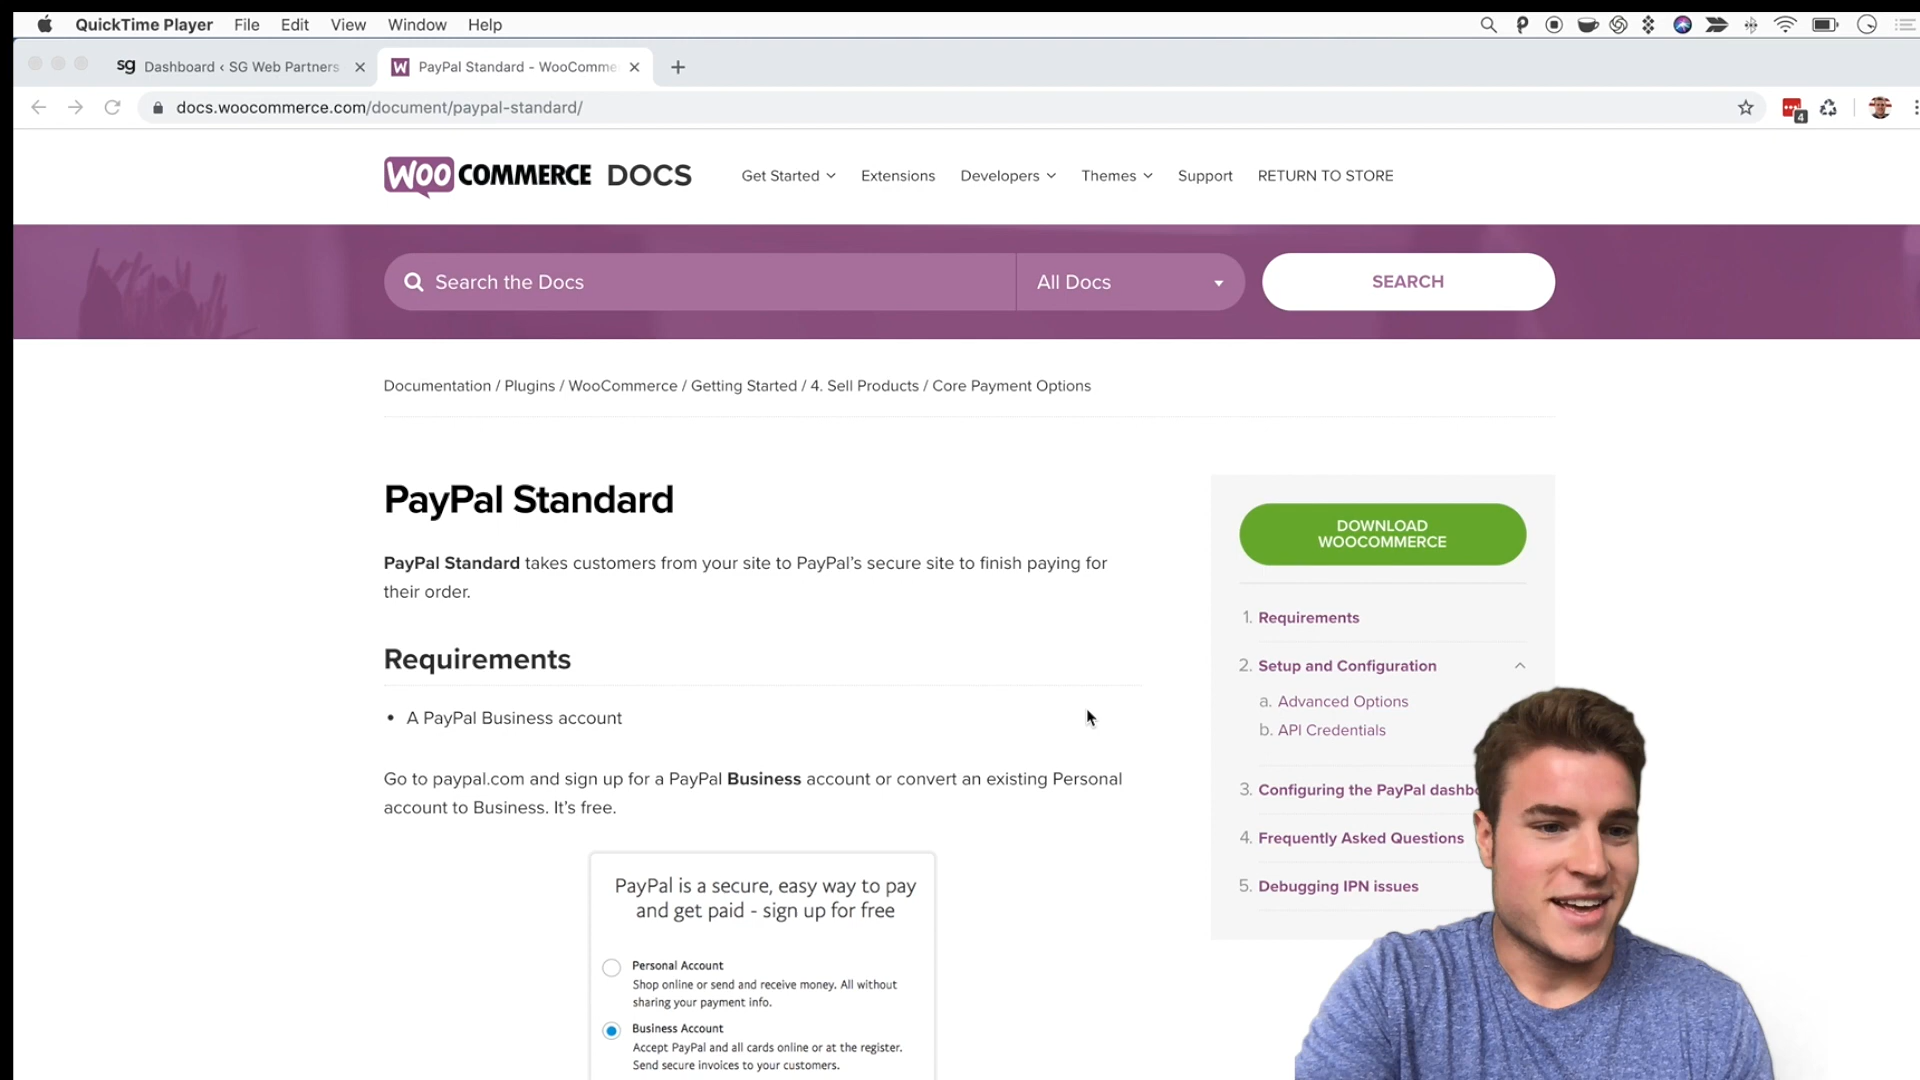 QuickTime Player File Edit View Window Help
sg Dashboard ‹ SG Web Partners
W PayPal Standard - WooComme
docs.woocommerce.com/document/paypal-standard/
4
WOO COMMERCE DOCS
Get Started Extensions Developers Themes Support RETURN TO STORE
Search the Docs
All Docs
SEARCH
Documentation / Plugins / WooCommerce / Getting Started / 4. Sell Products / Core Payment Options
PayPal Standard
PayPal Standard takes customers from your site to PayPal’s secure site to finish paying for
their order.
Requirements
• A PayPal Business account
Go to paypal.com and sign up for a PayPal Business account or convert an existing Personal
account to Business. It’s free.
PayPal is a secure, easy way to pay
and get paid - sign up for free
Personal Account
Shop online or send and receive money. All without
sharing your payment info.
Business Account
Accept PayPal and all cards online or at the register.
Send secure invoices to your customers.
DOWNLOAD
WOOCOMMERCE
1. Requirements
2. Setup and Configuration
a. Advanced Options
b. API Credentials
3. Configuring the PayPal dashbo
4. Frequently Asked Questions
5. Debugging IPN issues